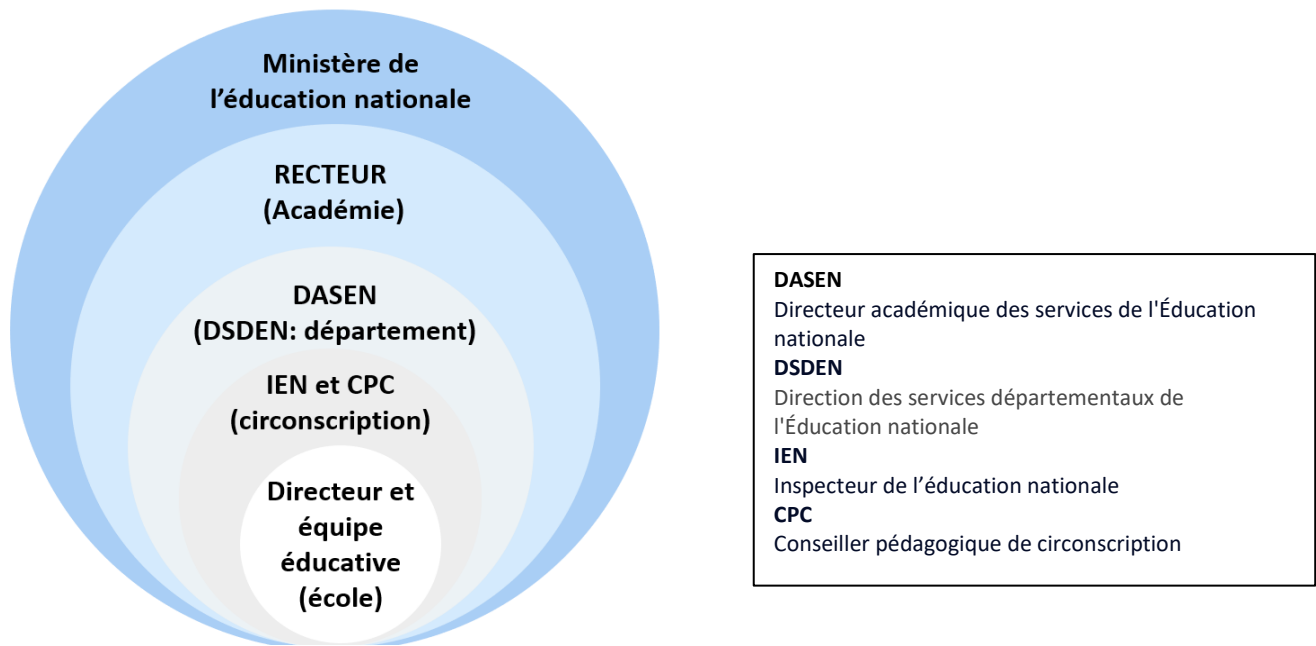 Ministère de
l’éducation nationale
RECTEUR
(Académie)
DASEN
(DSDEN: département)
IEN et CPC
(circonscription)
Directeur et
équipe
éducative
(école)
DASEN
Directeur académique des services de l'Éducation
nationale
DSDEN
Direction des services départementaux de
l'Éducation nationale
IEN
Inspecteur de l’éducation nationale
CPC
Conseiller pédagogique de circonscription